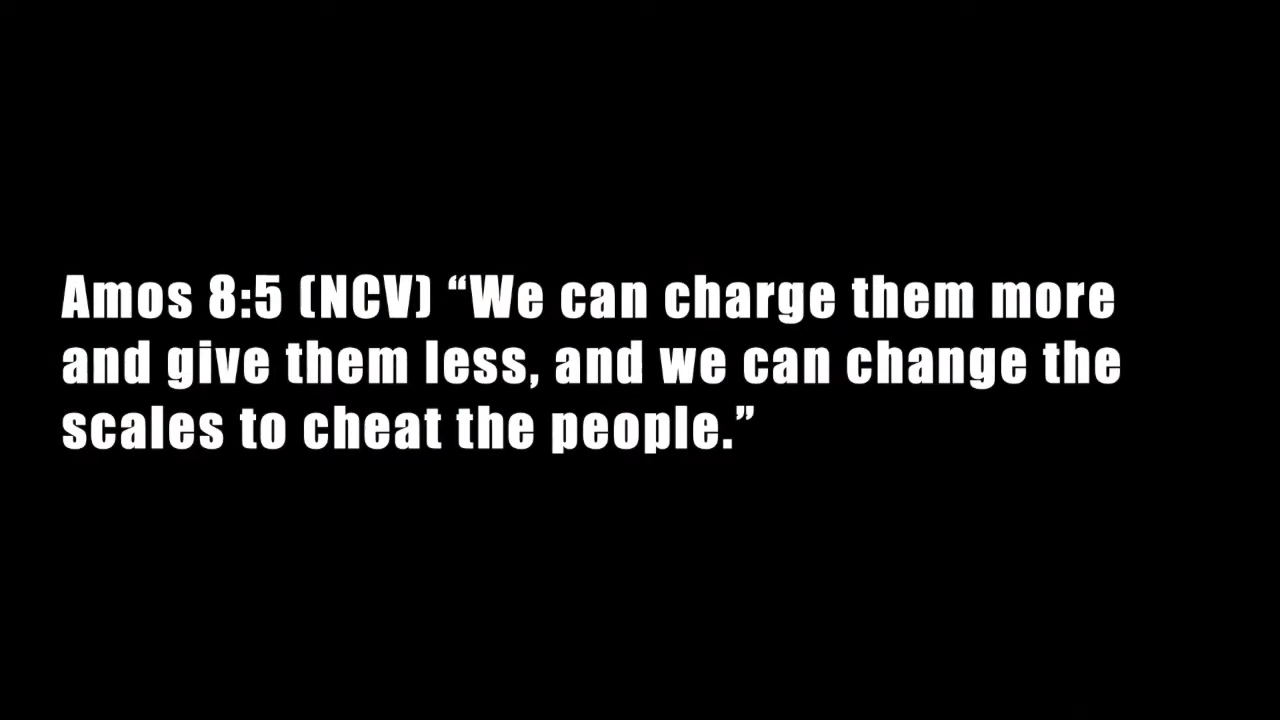 Amos 8:5 (NCV) “We can charge them more
and give them less, and we can change the
scales to cheat the people.”